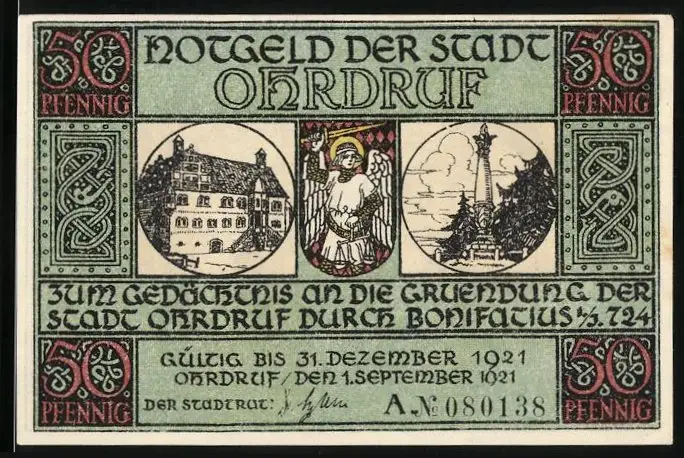 50 PFENNIG
NOTGELD DER STADT
OHRDRUF
50 PFENNIG
ZUM GEDÄCHTNIS AN DIE GRUENDUNG DER
STADT OHRDRUF DURCH BONIFATIUS i/J. 724
50 PFENNIG
GÜLTIG BIS 31. DEZEMBER 1921
OHRDRUF / DEN 1. SEPTEMBER 1621
DER STADTRAT:
A. № 080138
50 PFENNIG